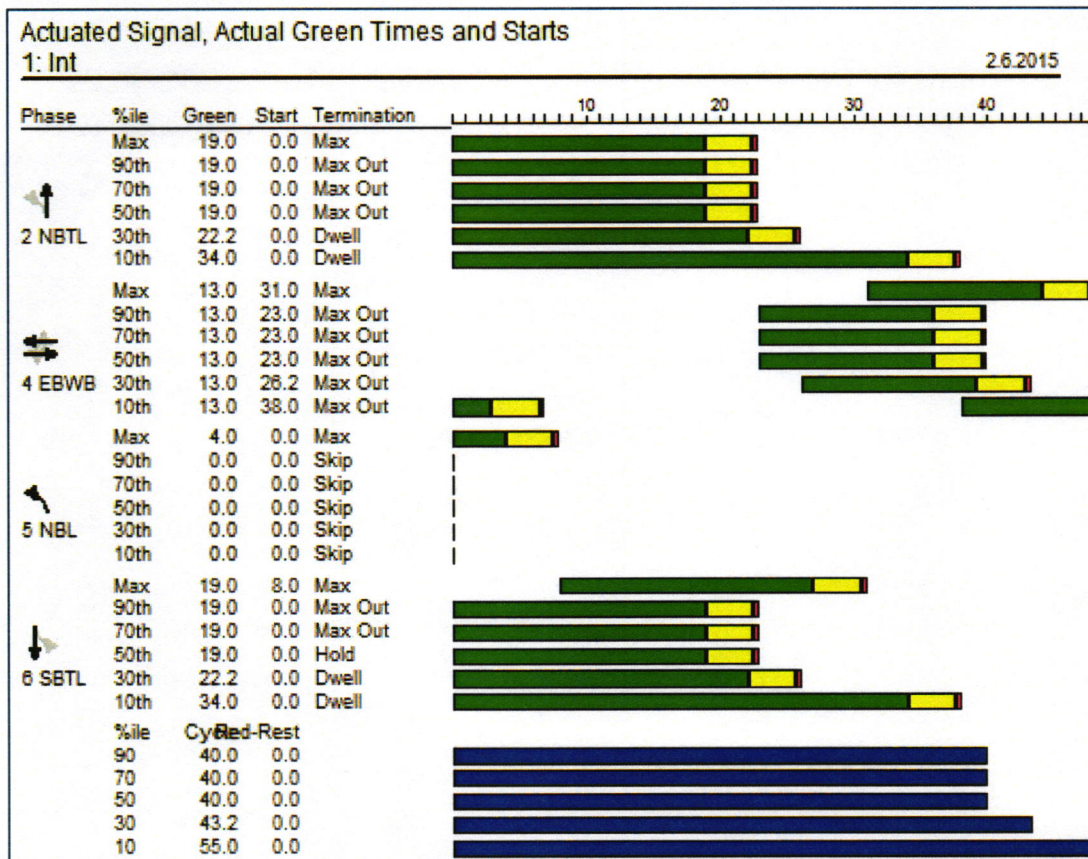 Actuated Signal, Actual Green Times and Starts
1: Int 2.6.2015
Phase %ile Green Start Termination 10 20 30 40
Max 19.0 0.0 Max
90th 19.0 0.0 Max Out
70th 19.0 0.0 Max Out
50th 19.0 0.0 Max Out
2 NBTL 30th 22.2 0.0 Dwell
10th 34.0 0.0 Dwell
Max 13.0 31.0 Max
90th 13.0 23.0 Max Out
70th 13.0 23.0 Max Out
50th 13.0 23.0 Max Out
4 EBWB 30th 13.0 26.2 Max Out
10th 13.0 38.0 Max Out
Max 4.0 0.0 Max
90th 0.0 0.0 Skip
70th 0.0 0.0 Skip
50th 0.0 0.0 Skip
5 NBL 30th 0.0 0.0 Skip
10th 0.0 0.0 Skip
Max 19.0 8.0 Max
90th 19.0 0.0 Max Out
70th 19.0 0.0 Max Out
50th 19.0 0.0 Hold
6 SBTL 30th 22.2 0.0 Dwell
10th 34.0 0.0 Dwell
%ile Cycle Red-Rest
90 40.0 0.0
70 40.0 0.0
50 40.0 0.0
30 43.2 0.0
10 55.0 0.0